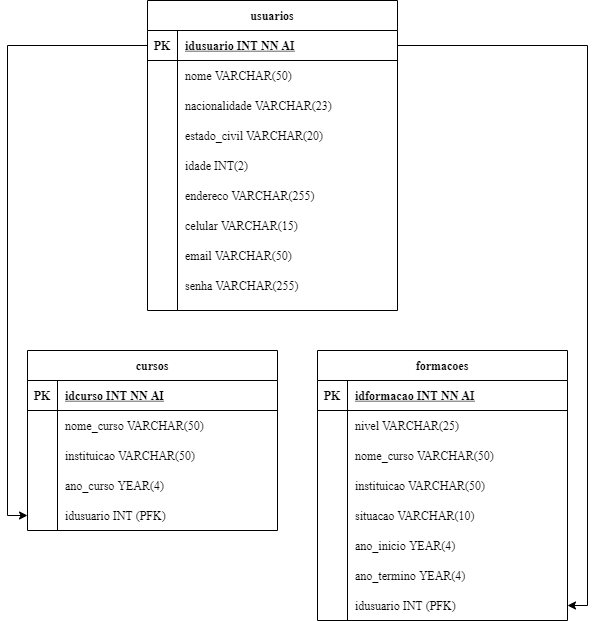 usuarios
PK idusuario INT NN AI
nome VARCHAR(50)
nacionalidade VARCHAR(23)
estado_civil VARCHAR(20)
idade INT(2)
endereco VARCHAR(255)
celular VARCHAR(15)
email VARCHAR(50)
senha VARCHAR(255)
cursos
PK idcurso INT NN AI
nome_curso VARCHAR(50)
instituicao VARCHAR(50)
ano_curso YEAR(4)
idusuario INT (PFK)
formacoes
PK idformacao INT NN AI
nivel VARCHAR(25)
nome_curso VARCHAR(50)
instituicao VARCHAR(50)
situacao VARCHAR(10)
ano_inicio YEAR(4)
ano_termino YEAR(4)
idusuario INT (PFK)